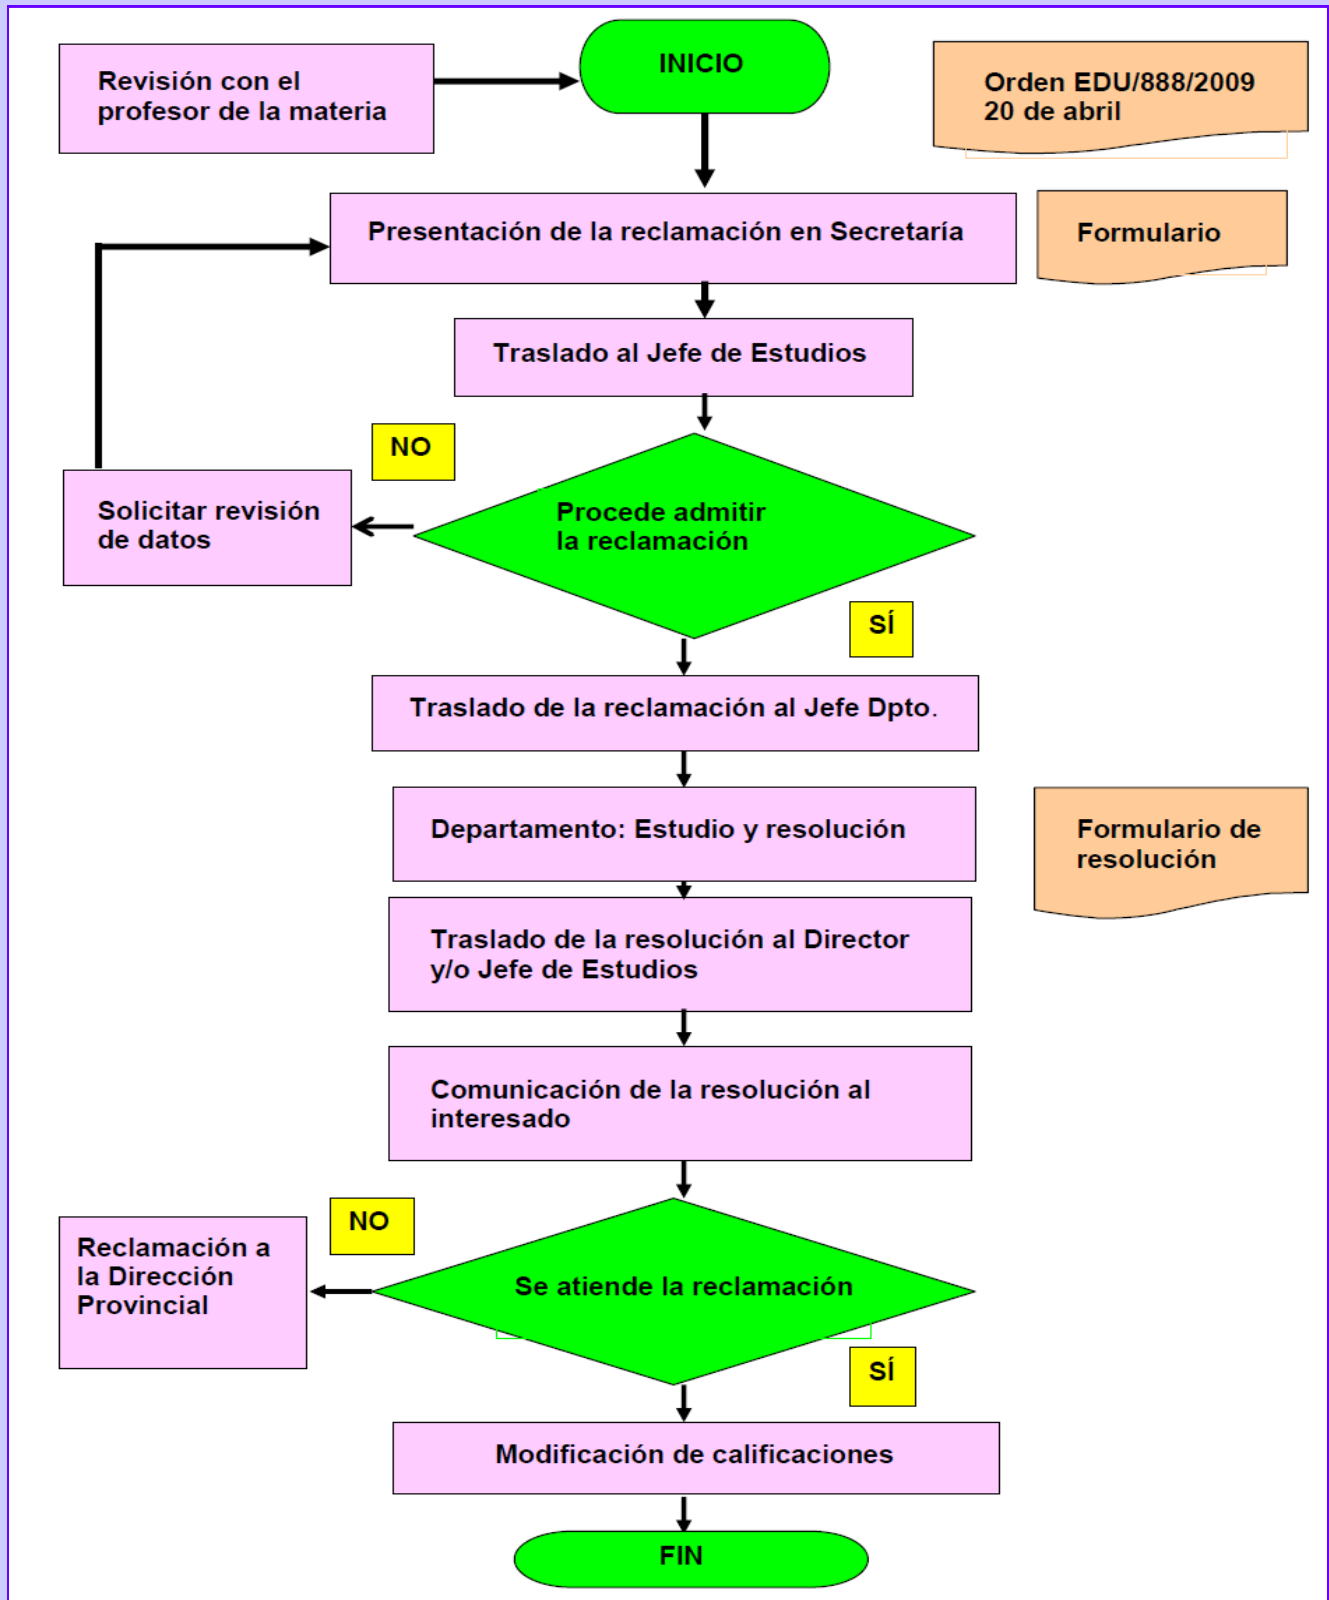 Revisión con el
profesor de la materia
INICIO
Orden EDU/888/2009
20 de abril
Presentación de la reclamación en Secretaría
Formulario
Traslado al Jefe de Estudios
NO
Solicitar revisión
de datos
Procede admitir
la reclamación
SÍ
Traslado de la reclamación al Jefe Dpto.
Departamento: Estudio y resolución
Formulario de
resolución
Traslado de la resolución al Director
y/o Jefe de Estudios
Comunicación de la resolución al
interesado
NO
Reclamación a
la Dirección
Provincial
Se atiende la reclamación
SÍ
Modificación de calificaciones
FIN